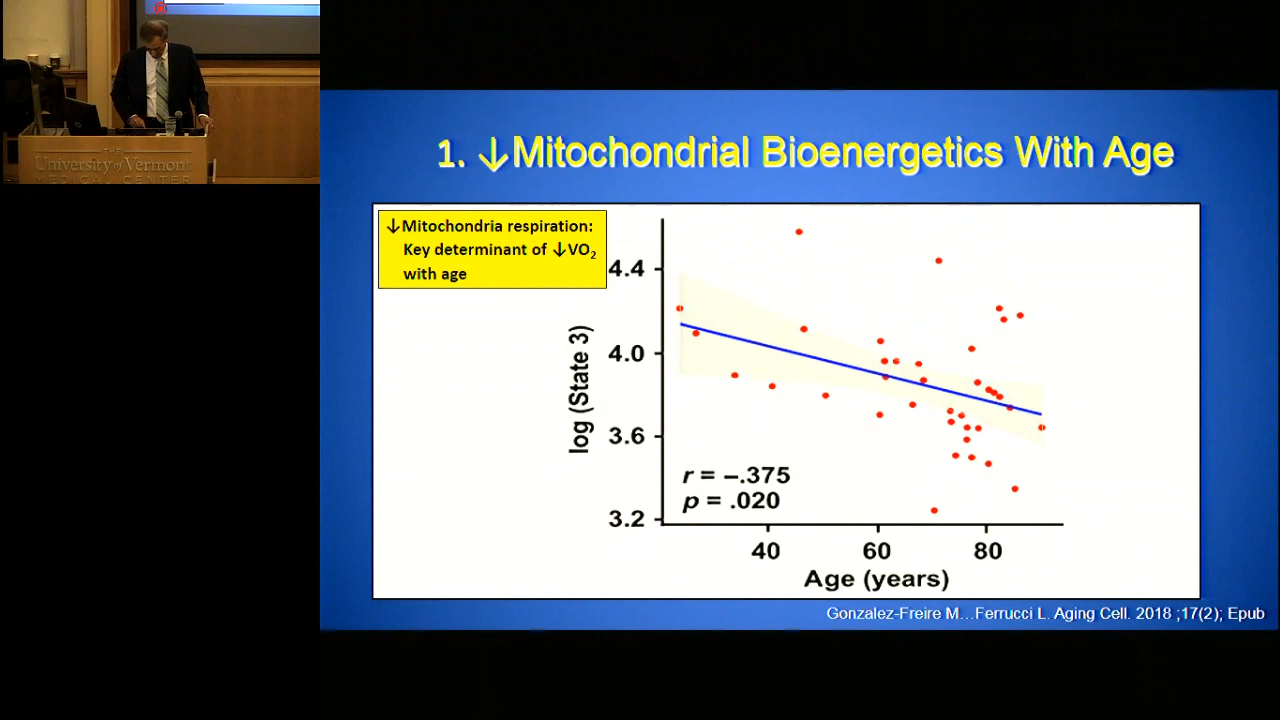 THE
University of Vermont
MEDICAL CENTER
1. ↓Mitochondrial Bioenergetics With Age
↓Mitochondria respiration:
Key determinant of ↓VO₂
with age
4.4
4.0
3.6
3.2
log (State 3)
r = –.375
p = .020
40 60 80
Age (years)
Gonzalez-Freire M…Ferrucci L. Aging Cell. 2018 ;17(2); Epub